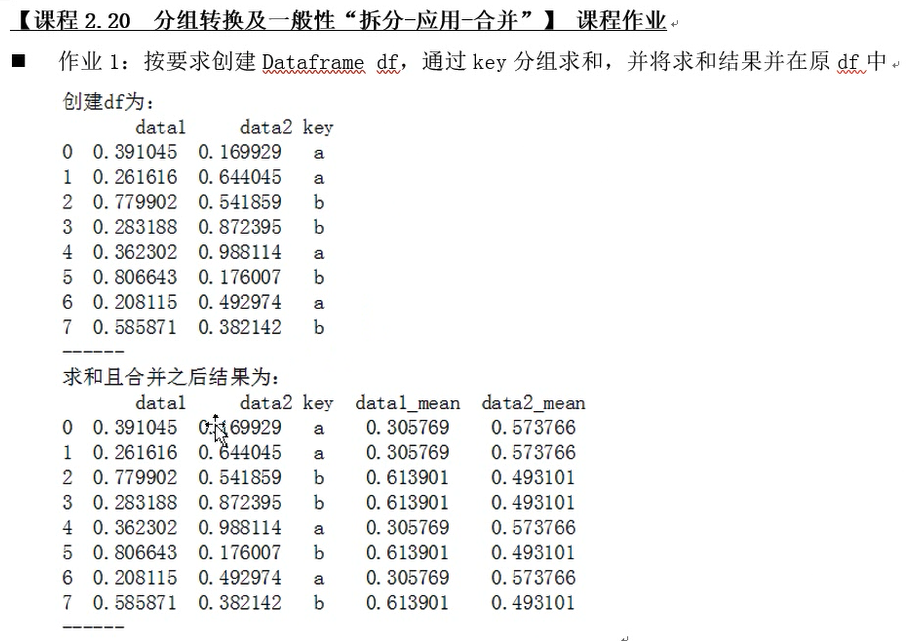 【课程 2.20 分组转换及一般性“拆分-应用-合并”】 课程作业
■ 作业 1：按要求创建 Dataframe df，通过 key 分组求和，并将求和结果并在原 df 中
创建df为：
data1 data2 key
0 0.391045 0.169929 a
1 0.261616 0.644045 a
2 0.779902 0.541859 b
3 0.283188 0.872395 b
4 0.362302 0.988114 a
5 0.806643 0.176007 b
6 0.208115 0.492974 a
7 0.585871 0.382142 b
------
求和且合并之后结果为：
data1 data2 key data1_mean data2_mean
0 0.391045 0.169929 a 0.305769 0.573766
1 0.261616 0.644045 a 0.305769 0.573766
2 0.779902 0.541859 b 0.613901 0.493101
3 0.283188 0.872395 b 0.613901 0.493101
4 0.362302 0.988114 a 0.305769 0.573766
5 0.806643 0.176007 b 0.613901 0.493101
6 0.208115 0.492974 a 0.305769 0.573766
7 0.585871 0.382142 b 0.613901 0.493101
------